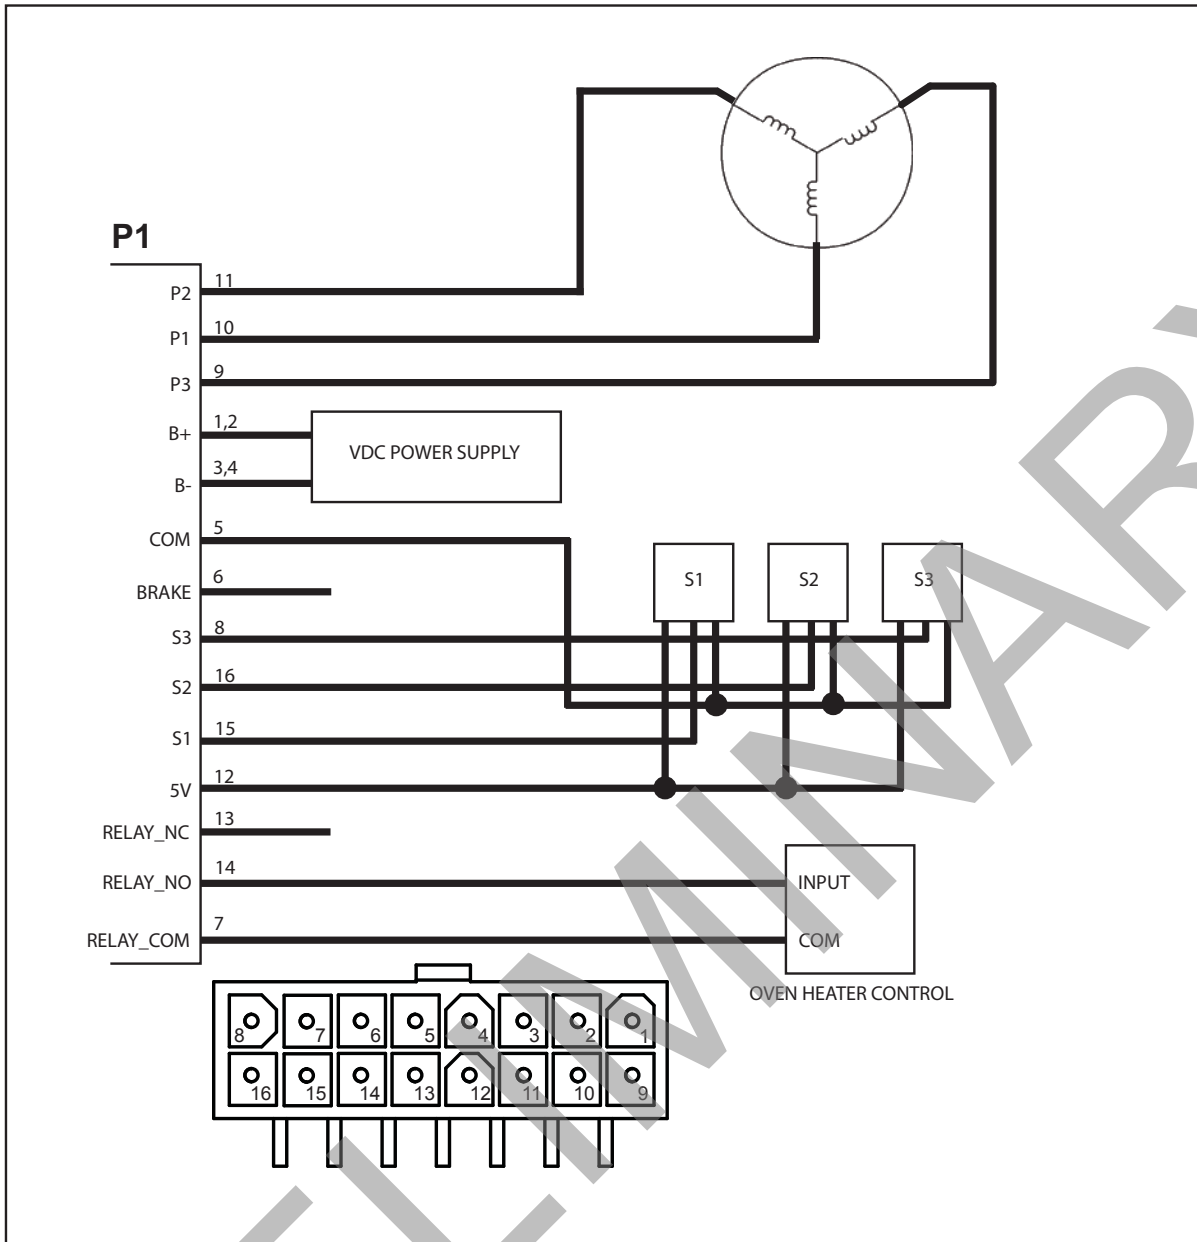 P1
P2 11
P1 10
P3 9
B+ 1,2
VDC POWER SUPPLY
B- 3,4
COM 5
S1 S2 S3
BRAKE 6
S3 8
S2 16
S1 15
5V 12
RELAY_NC 13
RELAY_NO 14 INPUT
RELAY_COM 7 COM
OVEN HEATER CONTROL
8 7 6 5 4 3 2 1
16 15 14 13 12 11 10 9
ELIMINARY